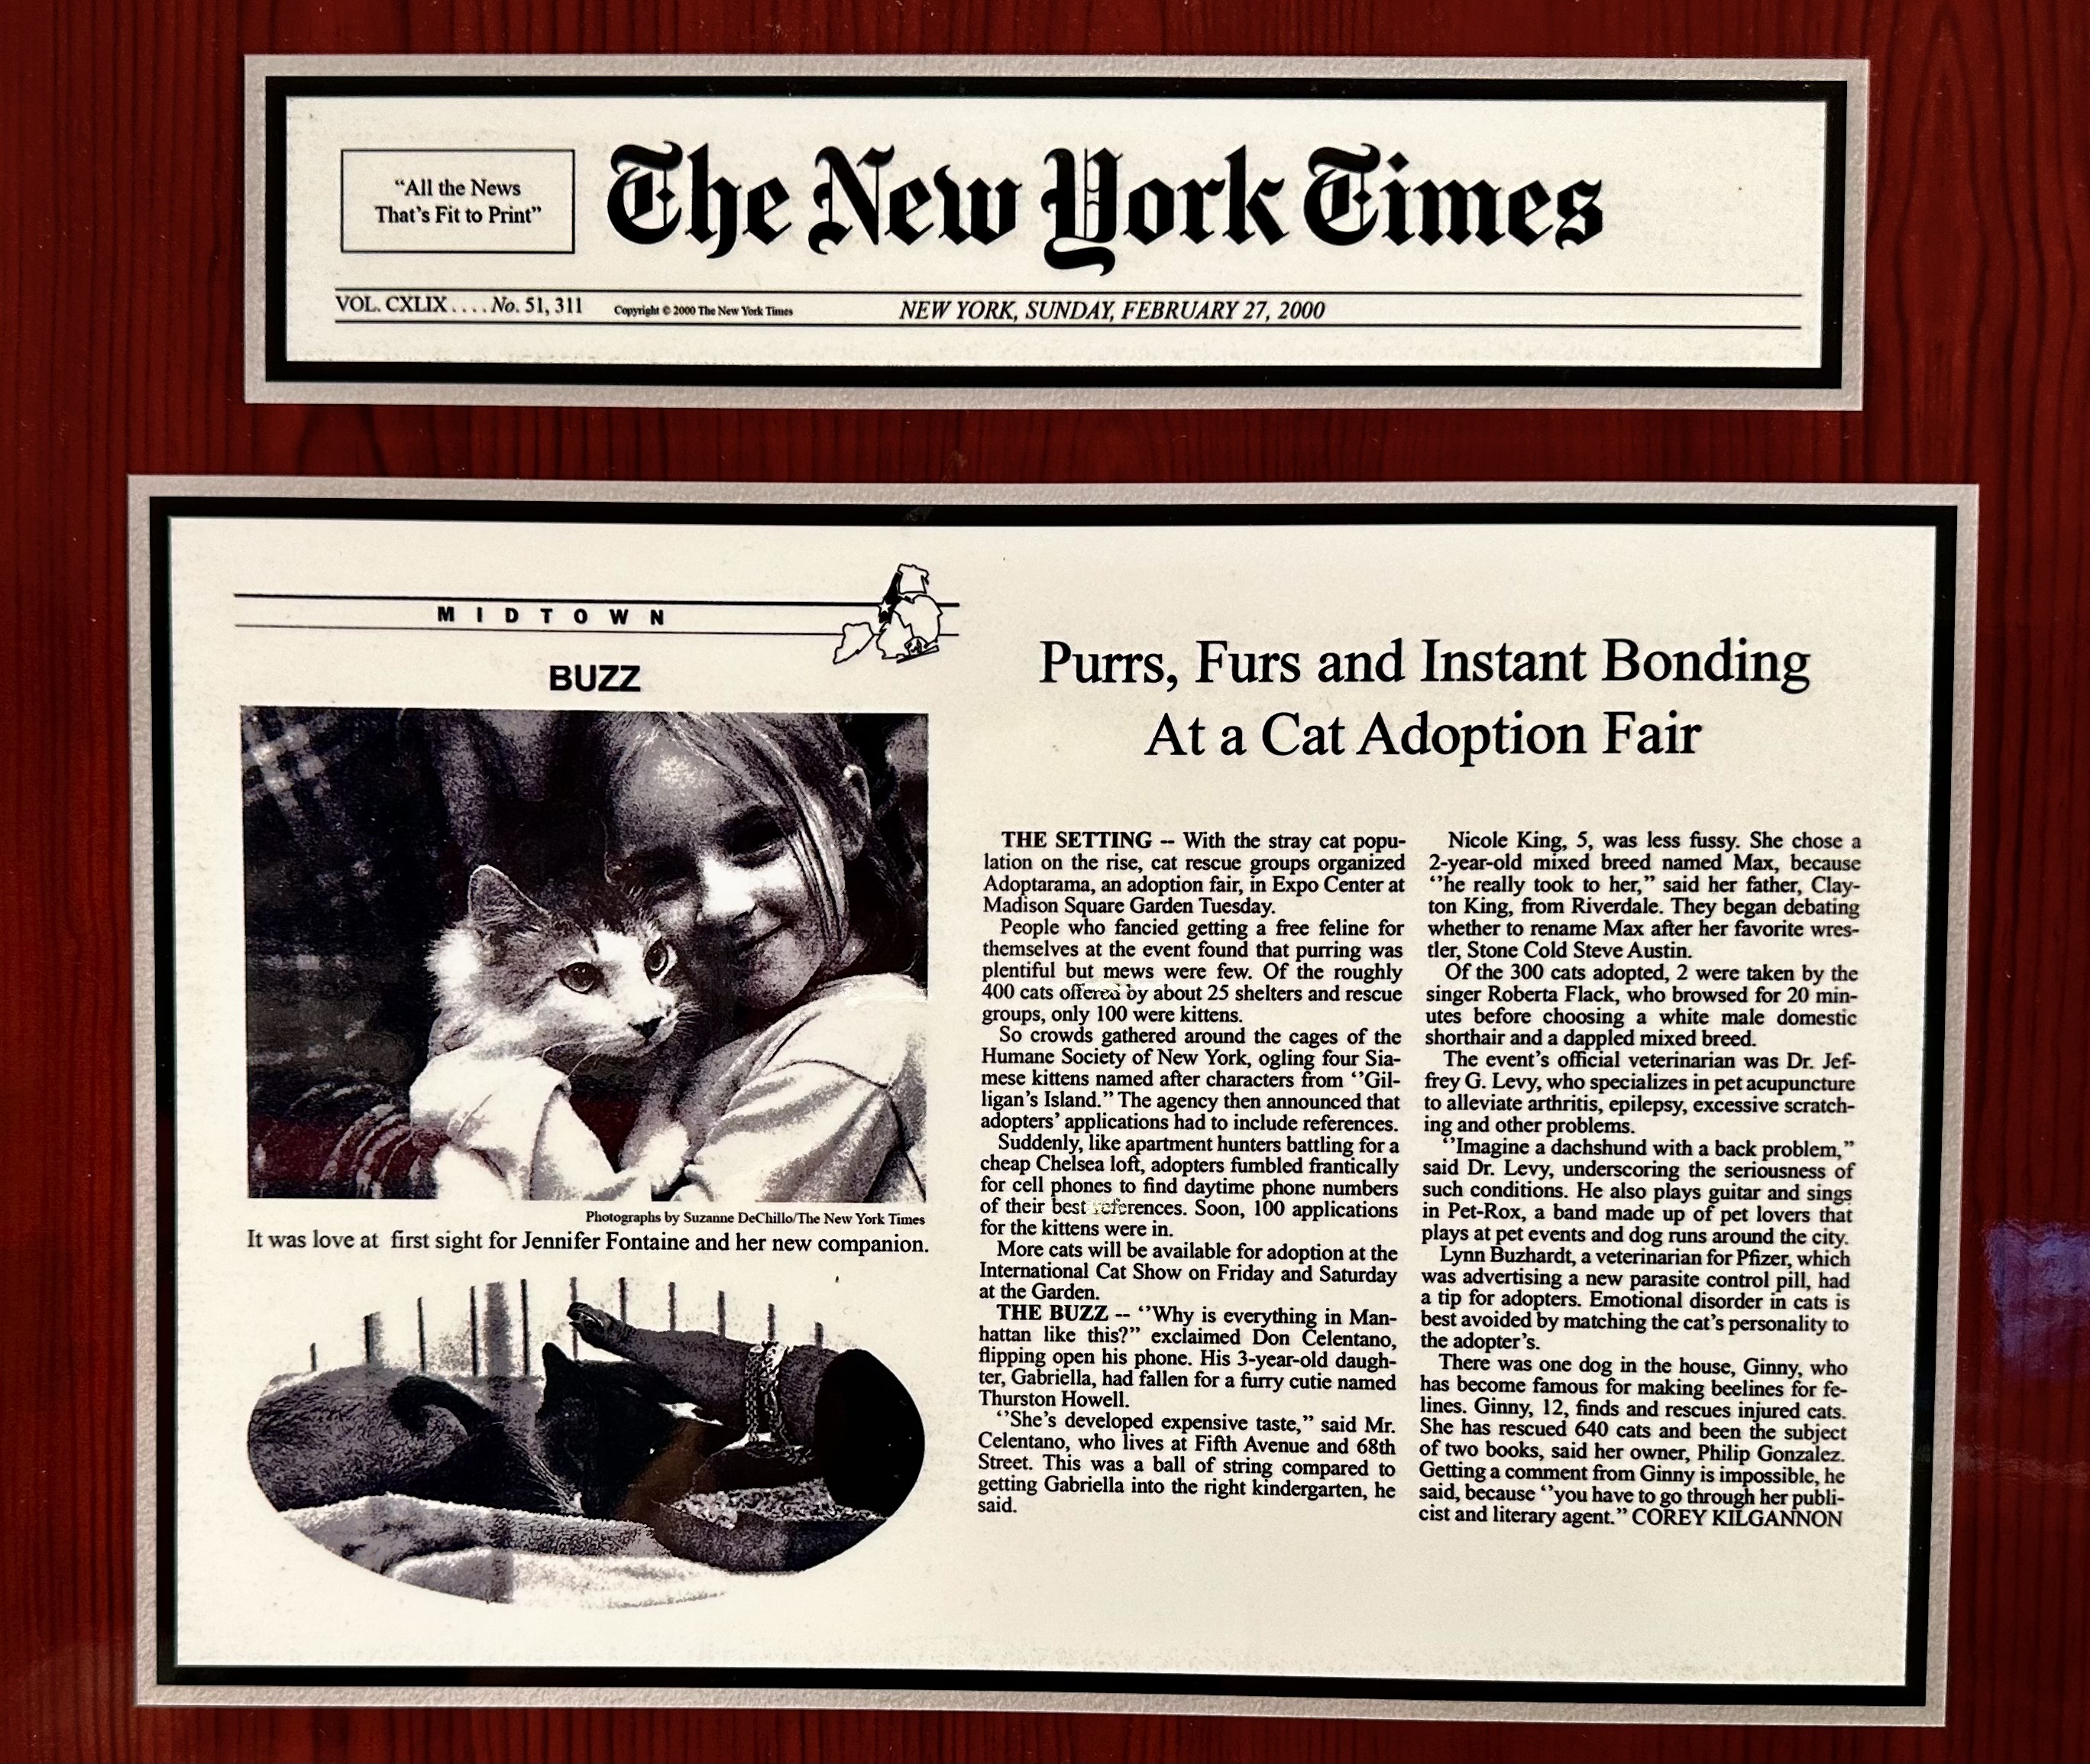 "All the News
That's Fit to Print"
The New York Times
VOL. CXLIX .... No. 51, 311 Copyright © 2000 The New York Times NEW YORK, SUNDAY, FEBRUARY 27, 2000
MIDTOWN
BUZZ
Photographs by Suzanne DeChillo/The New York Times
It was love at first sight for Jennifer Fontaine and her new companion.
Purrs, Furs and Instant Bonding
At a Cat Adoption Fair
THE SETTING -- With the stray cat popu-
lation on the rise, cat rescue groups organized
Adoptarama, an adoption fair, in Expo Center at
Madison Square Garden Tuesday.
People who fancied getting a free feline for
themselves at the event found that purring was
plentiful but mews were few. Of the roughly
400 cats offered by about 25 shelters and rescue
groups, only 100 were kittens.
So crowds gathered around the cages of the
Humane Society of New York, ogling four Sia-
mese kittens named after characters from ''Gil-
ligan's Island." The agency then announced that
adopters' applications had to include references.
Suddenly, like apartment hunters battling for a
cheap Chelsea loft, adopters fumbled frantically
for cell phones to find daytime phone numbers
of their best references. Soon, 100 applications
for the kittens were in.
More cats will be available for adoption at the
International Cat Show on Friday and Saturday
at the Garden.
THE BUZZ -- ''Why is everything in Man-
hattan like this?" exclaimed Don Celentano,
flipping open his phone. His 3-year-old daugh-
ter, Gabriella, had fallen for a furry cutie named
Thurston Howell.
''She's developed expensive taste," said Mr.
Celentano, who lives at Fifth Avenue and 68th
Street. This was a ball of string compared to
getting Gabriella into the right kindergarten, he
said.
Nicole King, 5, was less fussy. She chose a
2-year-old mixed breed named Max, because
''he really took to her," said her father, Clay-
ton King, from Riverdale. They began debating
whether to rename Max after her favorite wres-
tler, Stone Cold Steve Austin.
Of the 300 cats adopted, 2 were taken by the
singer Roberta Flack, who browsed for 20 min-
utes before choosing a white male domestic
shorthair and a dappled mixed breed.
The event's official veterinarian was Dr. Jef-
frey G. Levy, who specializes in pet acupuncture
to alleviate arthritis, epilepsy, excessive scratch-
ing and other problems.
''Imagine a dachshund with a back problem,"
said Dr. Levy, underscoring the seriousness of
such conditions. He also plays guitar and sings
in Pet-Rox, a band made up of pet lovers that
plays at pet events and dog runs around the city.
Lynn Buzhardt, a veterinarian for Pfizer, which
was advertising a new parasite control pill, had
a tip for adopters. Emotional disorder in cats is
best avoided by matching the cat's personality to
the adopter's.
There was one dog in the house, Ginny, who
has become famous for making beelines for fe-
lines. Ginny, 12, finds and rescues injured cats.
She has rescued 640 cats and been the subject
of two books, said her owner, Philip Gonzalez.
Getting a comment from Ginny is impossible, he
said, because ''you have to go through her publi-
cist and literary agent." COREY KILGANNON